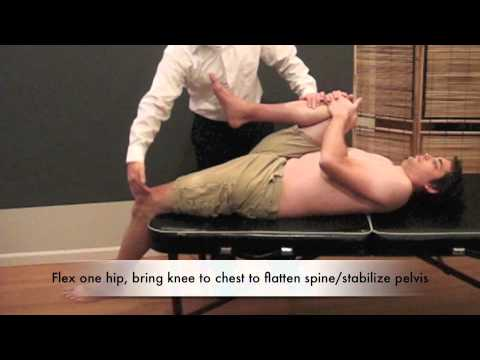 Flex one hip, bring knee to chest to flatten spine/stabilize pelvis